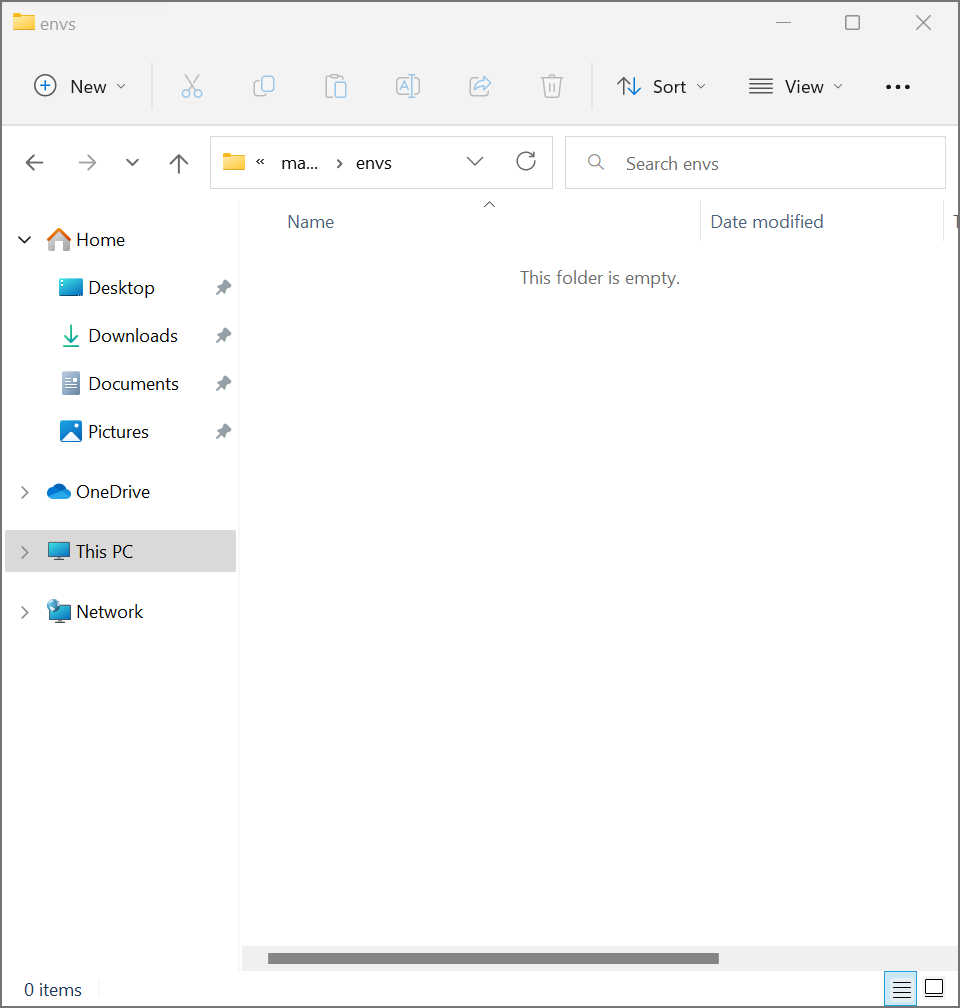 envs
New
Sort
View
« ma... > envs
Search envs
Name
Date modified
Home
This folder is empty.
Desktop
Downloads
Documents
Pictures
OneDrive
This PC
Network
0 items